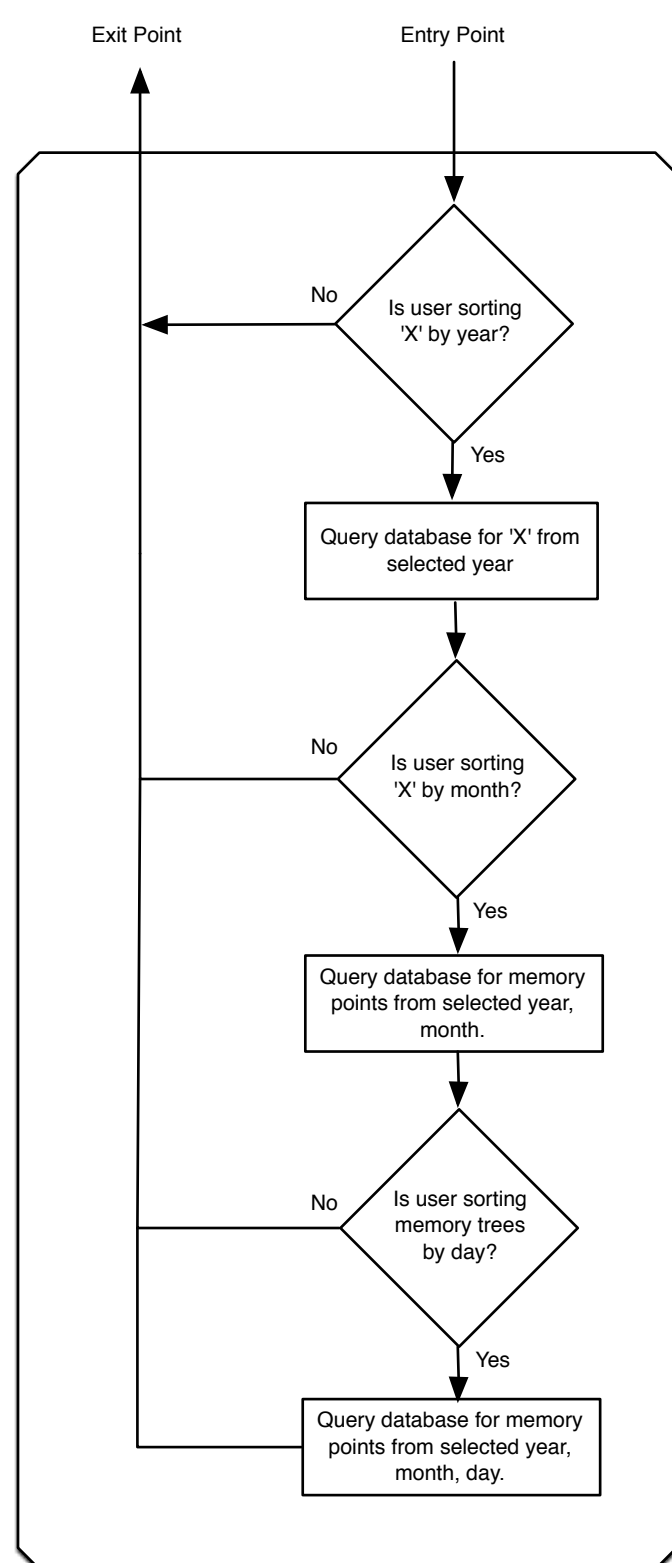 Exit Point
Entry Point
No
Is user sorting
'X' by year?
Yes
Query database for 'X' from
selected year
No
Is user sorting
'X' by month?
Yes
Query database for memory
points from selected year,
month.
No
Is user sorting
memory trees
by day?
Yes
Query database for memory
points from selected year,
month, day.